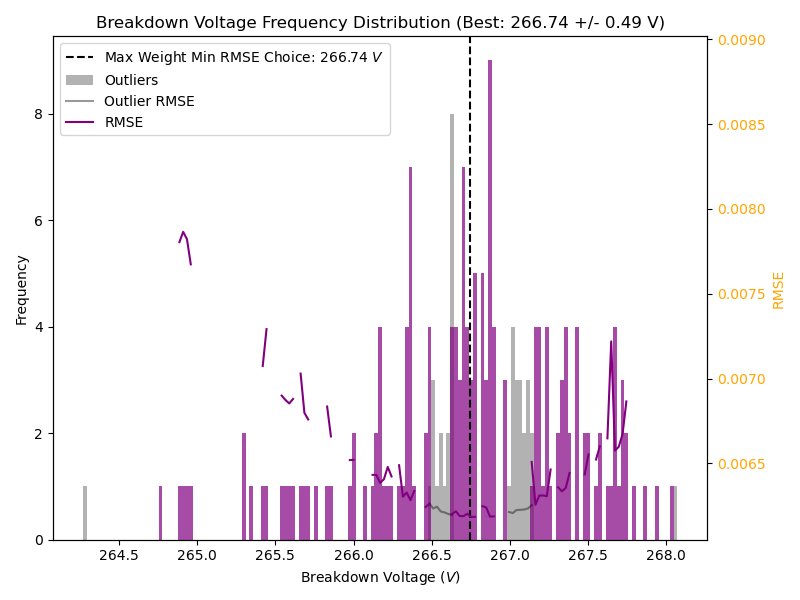 Breakdown Voltage Frequency Distribution (Best: 266.74 +/- 0.49 V)
Max Weight Min RMSE Choice: 266.74 V
Outliers
Outlier RMSE
RMSE
Frequency
0
2
4
6
8
264.5 265.0 265.5 266.0 266.5 267.0 267.5 268.0
Breakdown Voltage (V)
0.0090
0.0085
0.0080
0.0075
0.0070
0.0065
RMSE